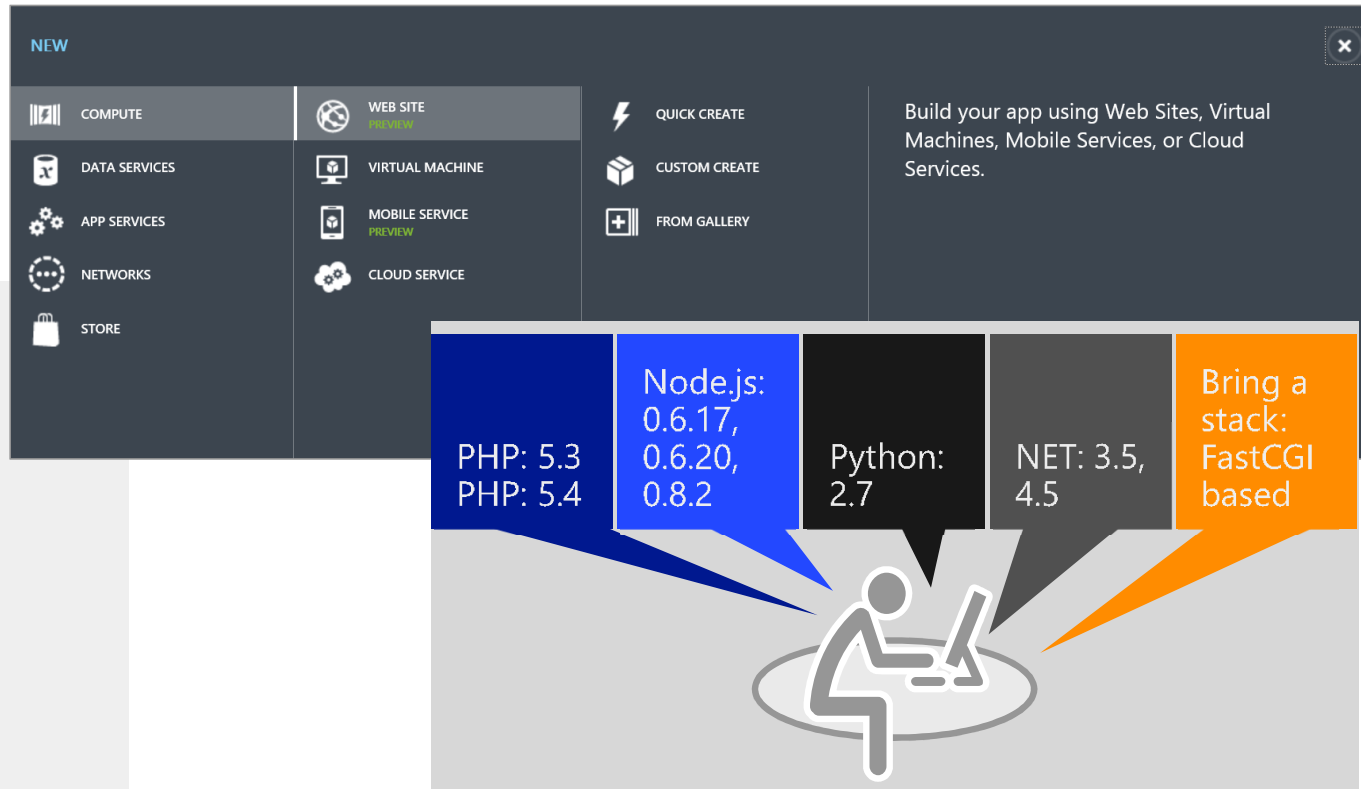 NEW
COMPUTE
DATA SERVICES
APP SERVICES
NETWORKS
STORE
WEB SITE
PREVIEW
VIRTUAL MACHINE
MOBILE SERVICE
PREVIEW
CLOUD SERVICE
QUICK CREATE
CUSTOM CREATE
FROM GALLERY
Build your app using Web Sites, Virtual
Machines, Mobile Services, or Cloud
Services.
PHP: 5.3
PHP: 5.4
Node.js:
0.6.17,
0.6.20,
0.8.2
Python:
2.7
NET: 3.5,
4.5
Bring a
stack:
FastCGI
based